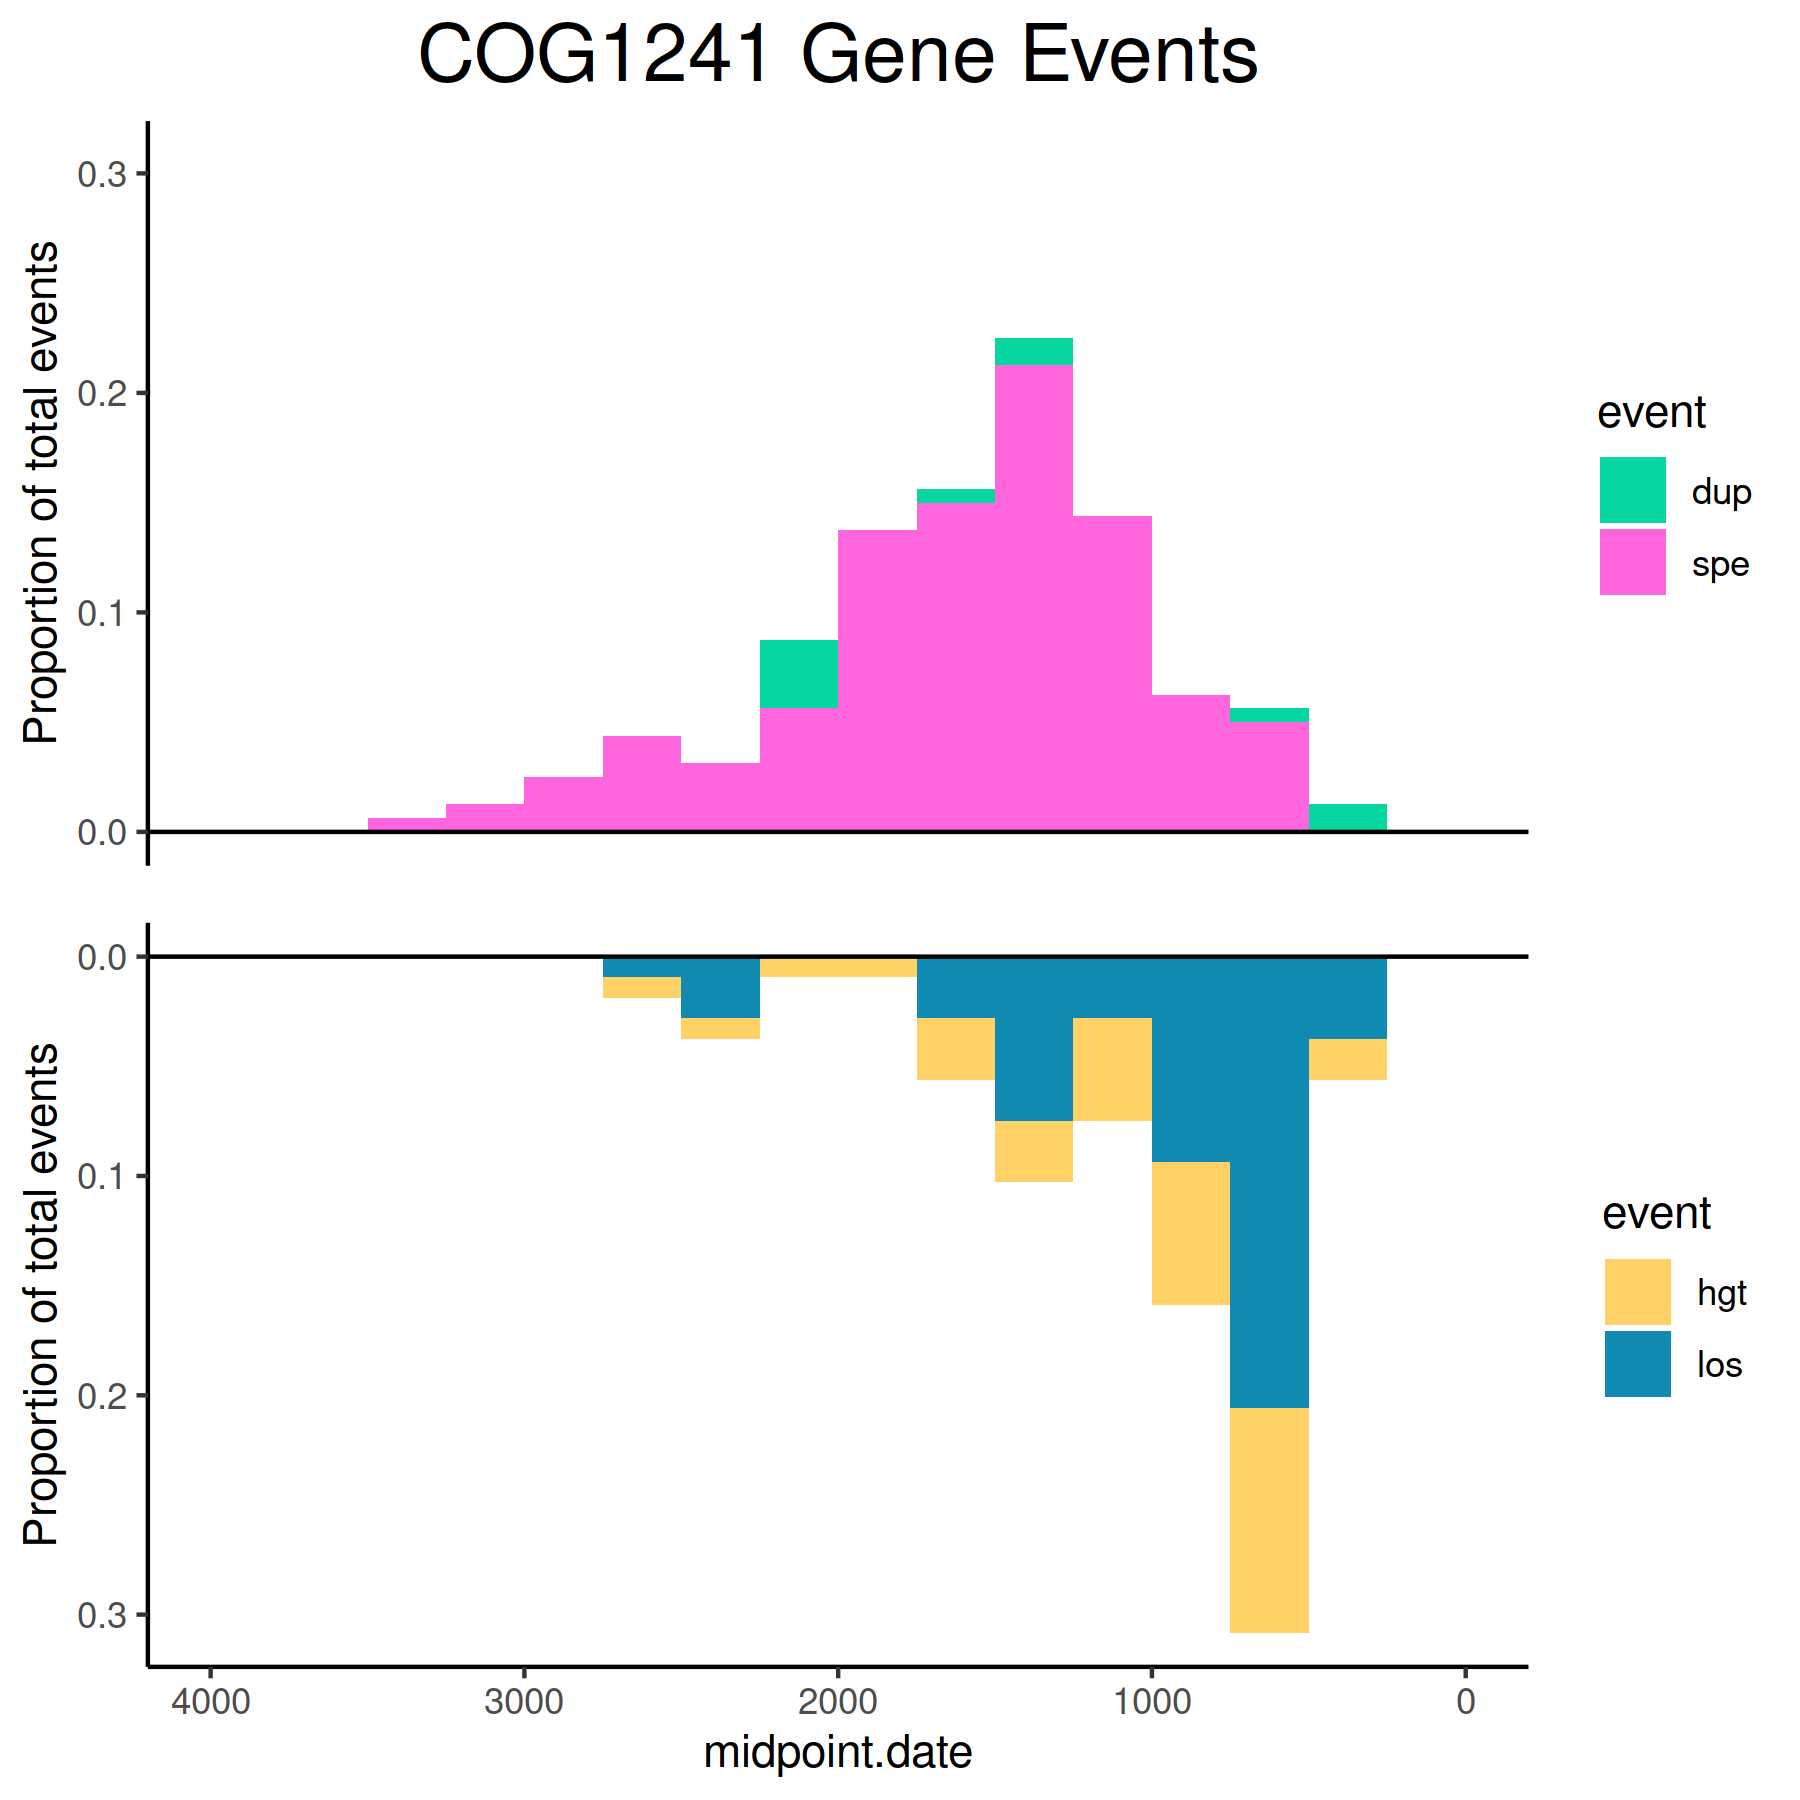 COG1241 Gene Events
Proportion of total events
0.3
0.2
0.1
0.0
event
dup
spe
Proportion of total events
0.0
0.1
0.2
0.3
event
hgt
los
4000 3000 2000 1000 0
midpoint.date